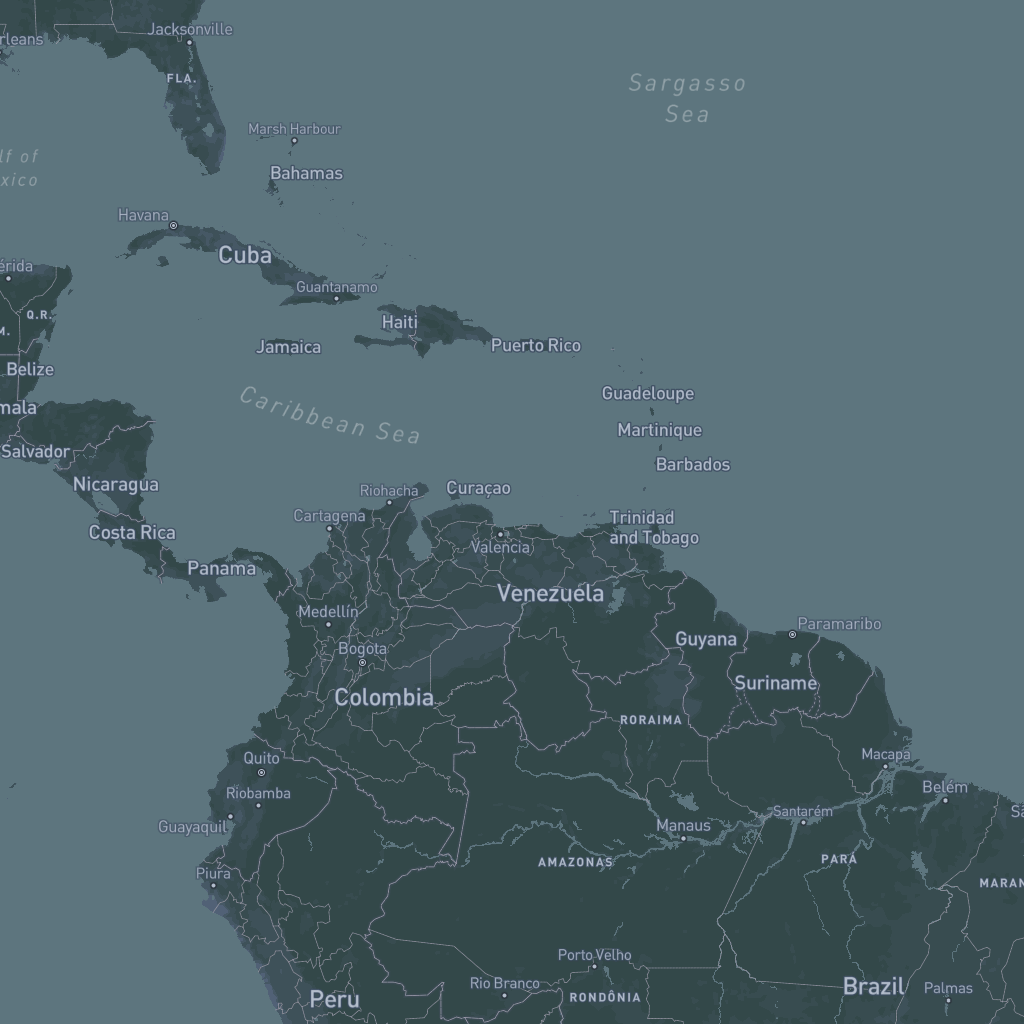 Jacksonville
rleans
FLA.
Sargasso
Sea
Marsh Harbour
lf of
xico
Bahamas
Havana
Cuba
érida
Guantanamo
Q.R.
Haiti
M.
Jamaica
Puerto Rico
Belize
Guadeloupe
mala
Caribbean Sea
Martinique
Salvador
Barbados
Nicaragua
Riohacha
Curaçao
Cartagena
Trinidad
and Tobago
Costa Rica
Valencia
Panama
Venezuela
Medellín
Paramaribo
Guyana
Bogota
Suriname
Colombia
RORAIMA
Quito
Macapá
Riobamba
Belém
Santarém
Sã
Guayaquil
Manaus
AMAZONAS
PARÁ
Piura
MARAN
Porto Velho
Rio Branco
Brazil
Palmas
Peru
RONDÔNIA